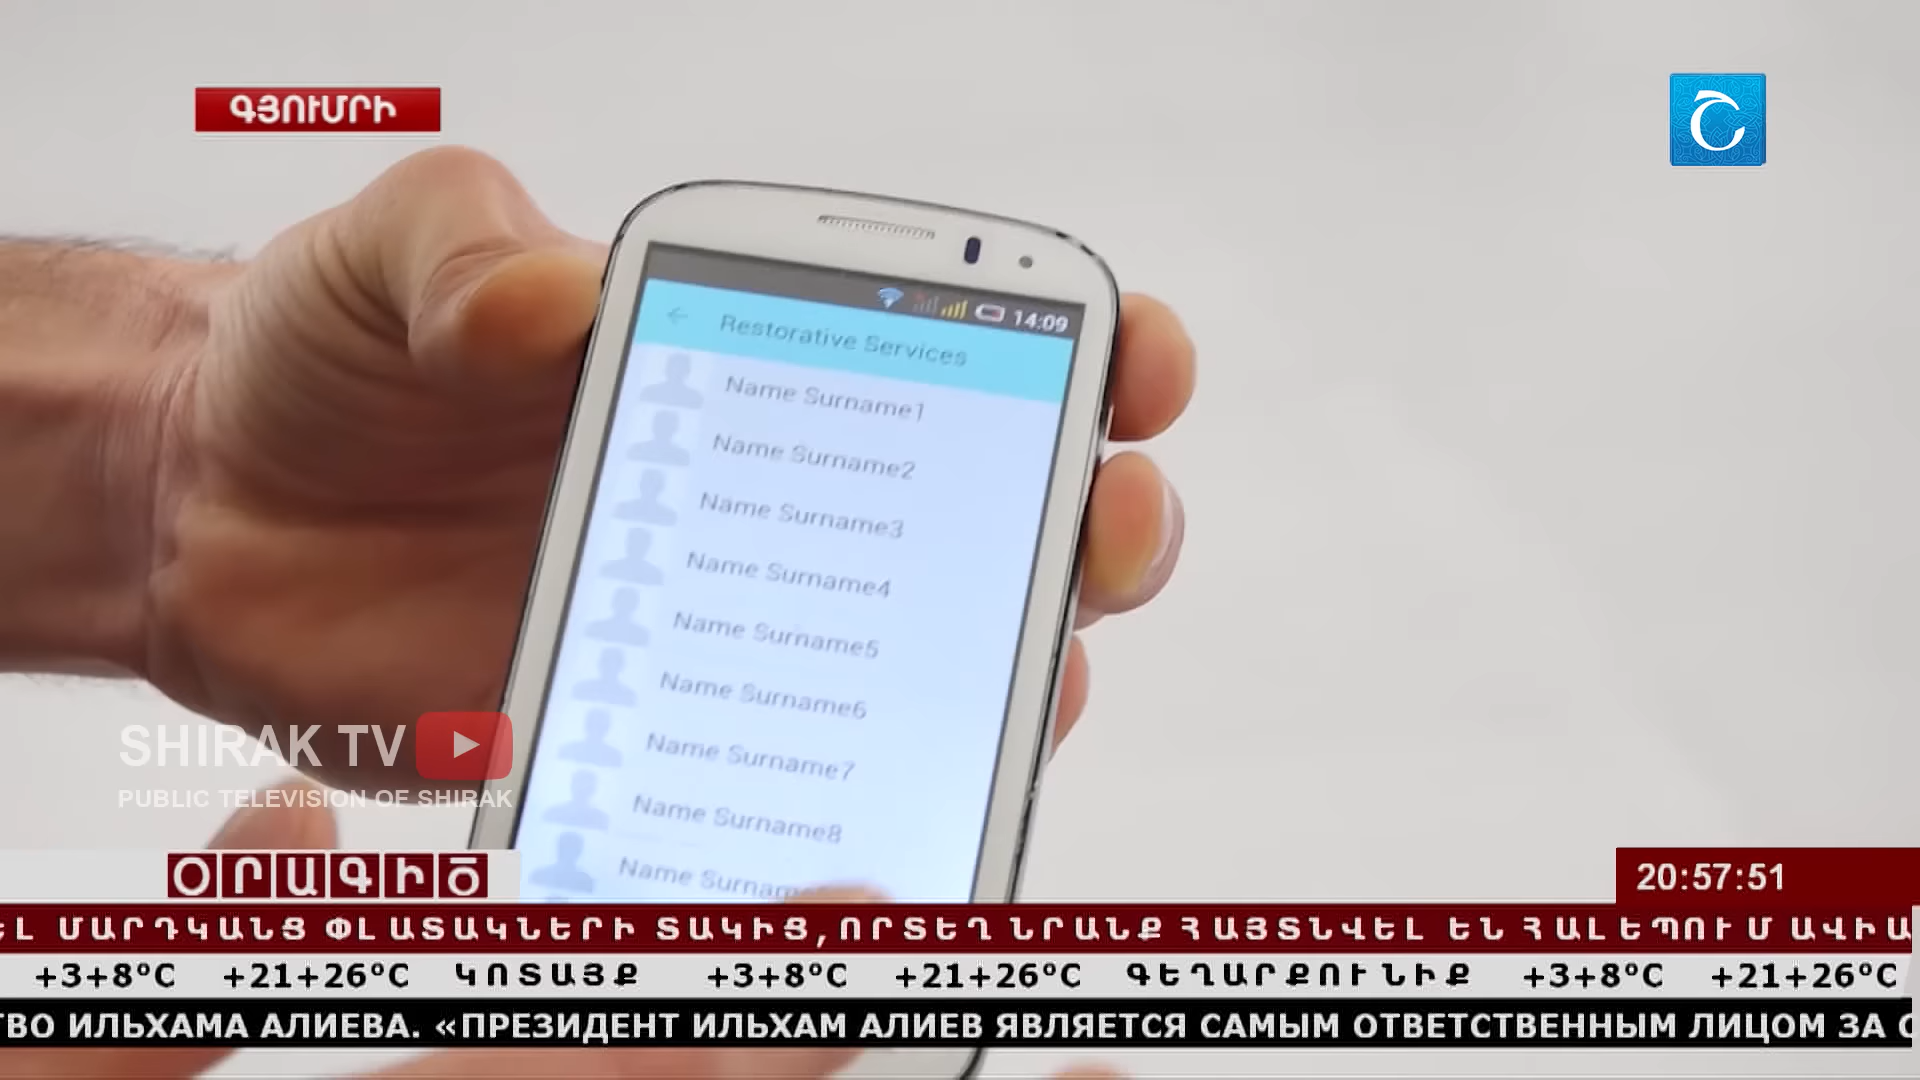 ԳՅՈՒՄՐԻ
14:09
Restorative Services
Name Surname1
Name Surname2
Name Surname3
Name Surname4
Name Surname5
Name Surname6
Name Surname7
Name Surname8
Name
SHIRAK TV
PUBLIC TELEVISION OF SHIRAK
ՕՐԱԳԻԾ
20:57:51
ՄԱՐԴԿԱՆՑ ՓԼԱՏԱԿՆԵՐԻ ՏԱԿԻՑ,ՈՐՏԵՂ ՆՐԱՆՔ ՀԱՅՏՆՎԵԼ ԵՆ ՀԱԼԵՊՈՒՄ ԱՎԻԱ
+3+8°C +21+26°C ԿՈՏԱՅՔ +3+8°C +21+26°C ԳԵՂԱՐՔՈՒՆԻՔ +3+8°C +21+26°C
ИЛЬХАМА АЛИЕВА. «ПРЕЗИДЕНТ ИЛЬХАМ АЛИЕВ ЯВЛЯЕТСЯ САМЫМ ОТВЕТСТВЕННЫМ ЛИЦОМ ЗА